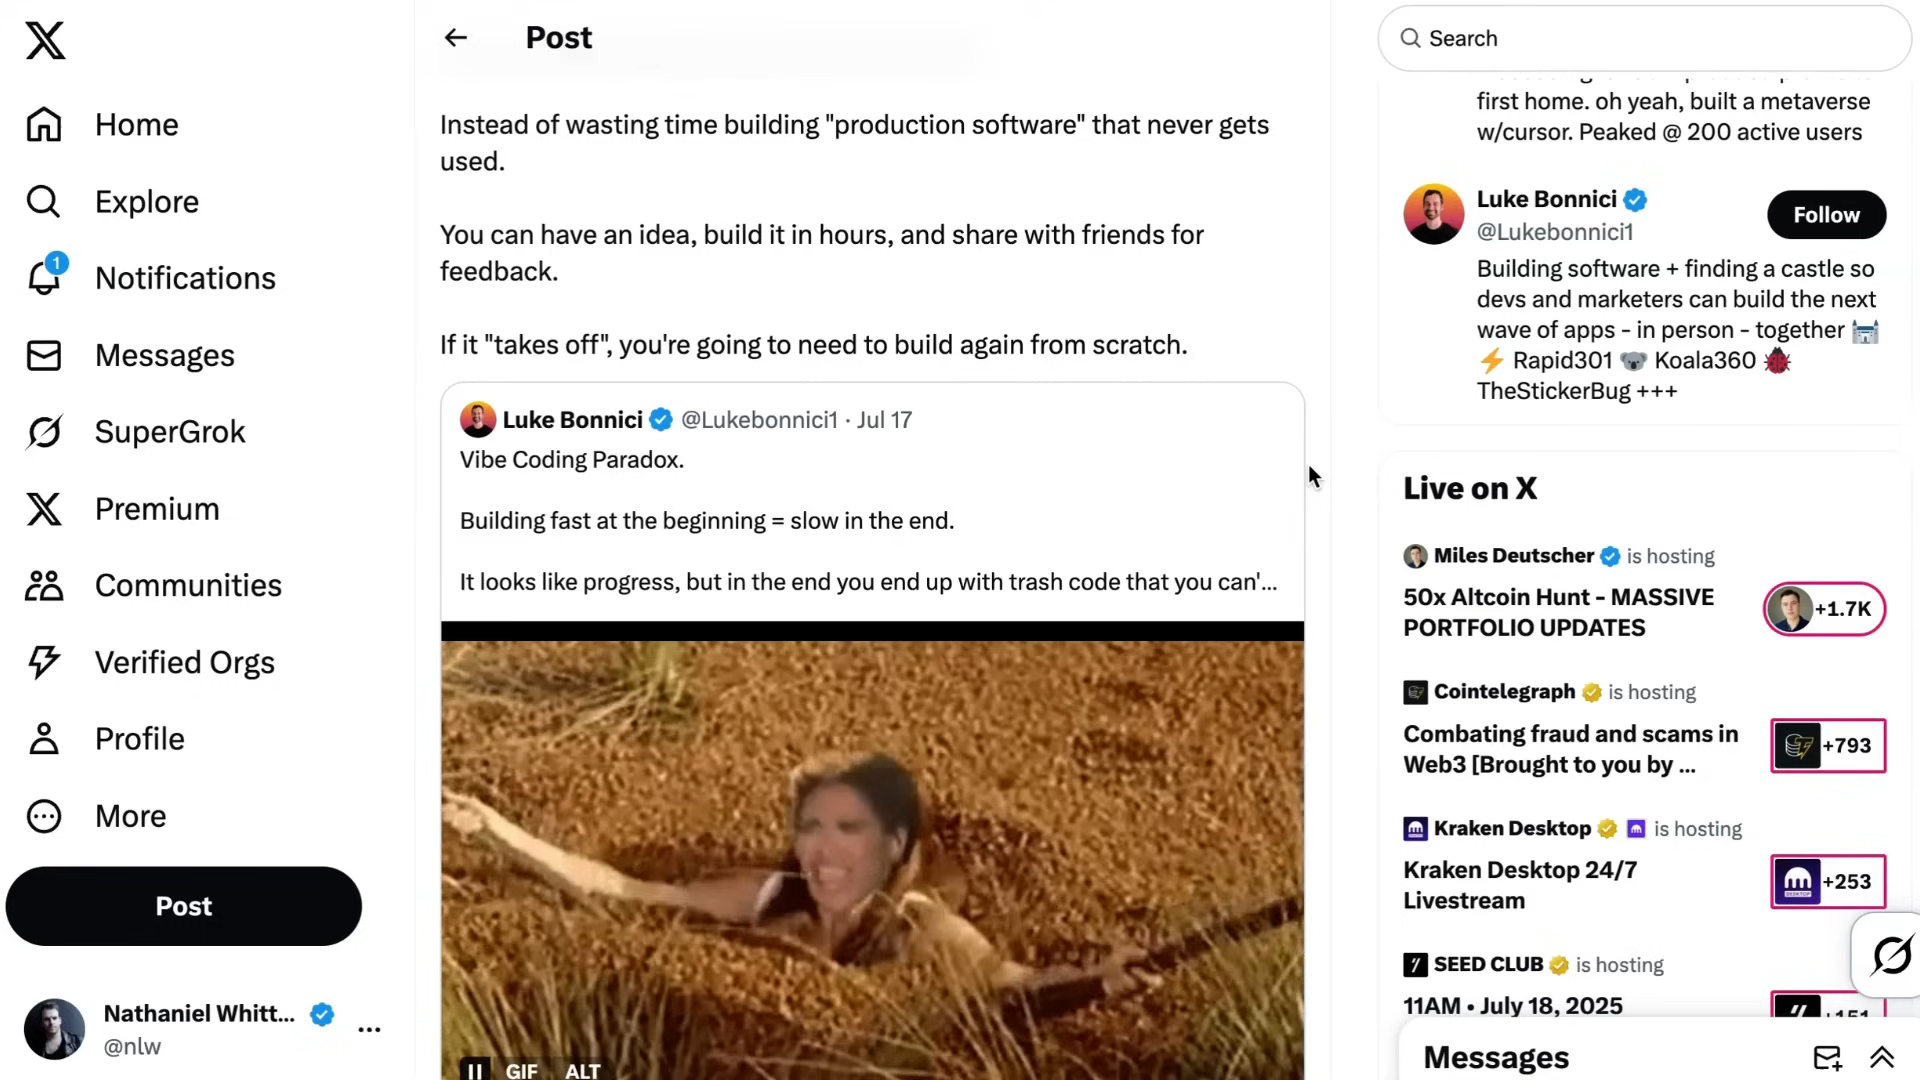 Home
Explore
1
Notifications
Messages
SuperGrok
Premium
Communities
Verified Orgs
Profile
More
Post
Nathaniel Whitt...
@nlw
Post
Instead of wasting time building "production software" that never gets
used.
You can have an idea, build it in hours, and share with friends for
feedback.
If it "takes off", you're going to need to build again from scratch.
Luke Bonnici @Lukebonnici1 · Jul 17
Vibe Coding Paradox.
Building fast at the beginning = slow in the end.
It looks like progress, but in the end you end up with trash code that you can'...
GIF ALT
Search
first home. oh yeah, built a metaverse
w/cursor. Peaked @ 200 active users
Luke Bonnici
@Lukebonnici1
Follow
Building software + finding a castle so
devs and marketers can build the next
wave of apps - in person - together 🏰
⚡ Rapid301 🐨 Koala360 🐞
TheStickerBug +++
Live on X
Miles Deutscher is hosting
50x Altcoin Hunt - MASSIVE
PORTFOLIO UPDATES
+1.7K
Cointelegraph is hosting
Combating fraud and scams in
Web3 [Brought to you by ...
+793
Kraken Desktop is hosting
Kraken Desktop 24/7
Livestream
+253
SEED CLUB is hosting
11AM • July 18, 2025
Messages